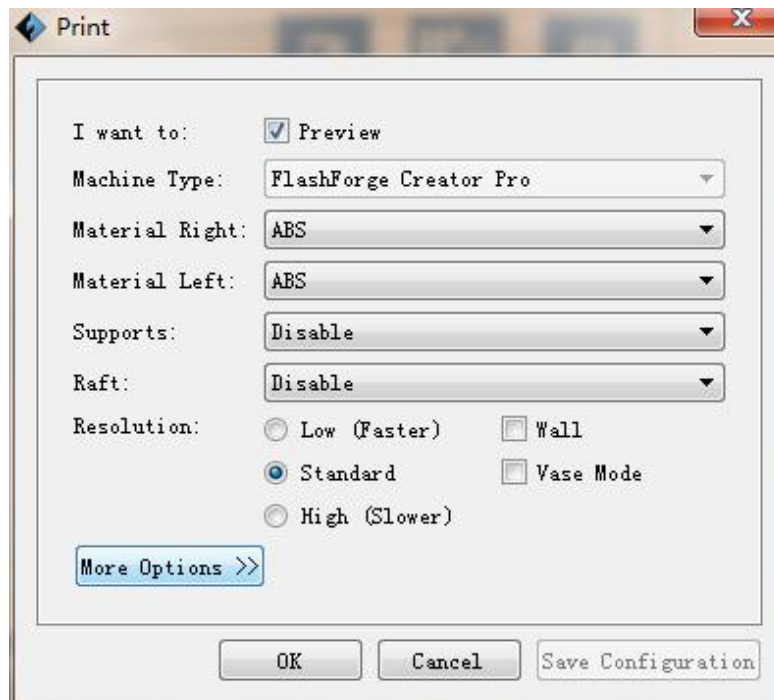 Print
I want to: Preview
Machine Type: FlashForge Creator Pro
Material Right: ABS
Material Left: ABS
Supports: Disable
Raft: Disable
Resolution: Low (Faster) Wall
Standard Vase Mode
High (Slower)
More Options >>
OK Cancel Save Configuration